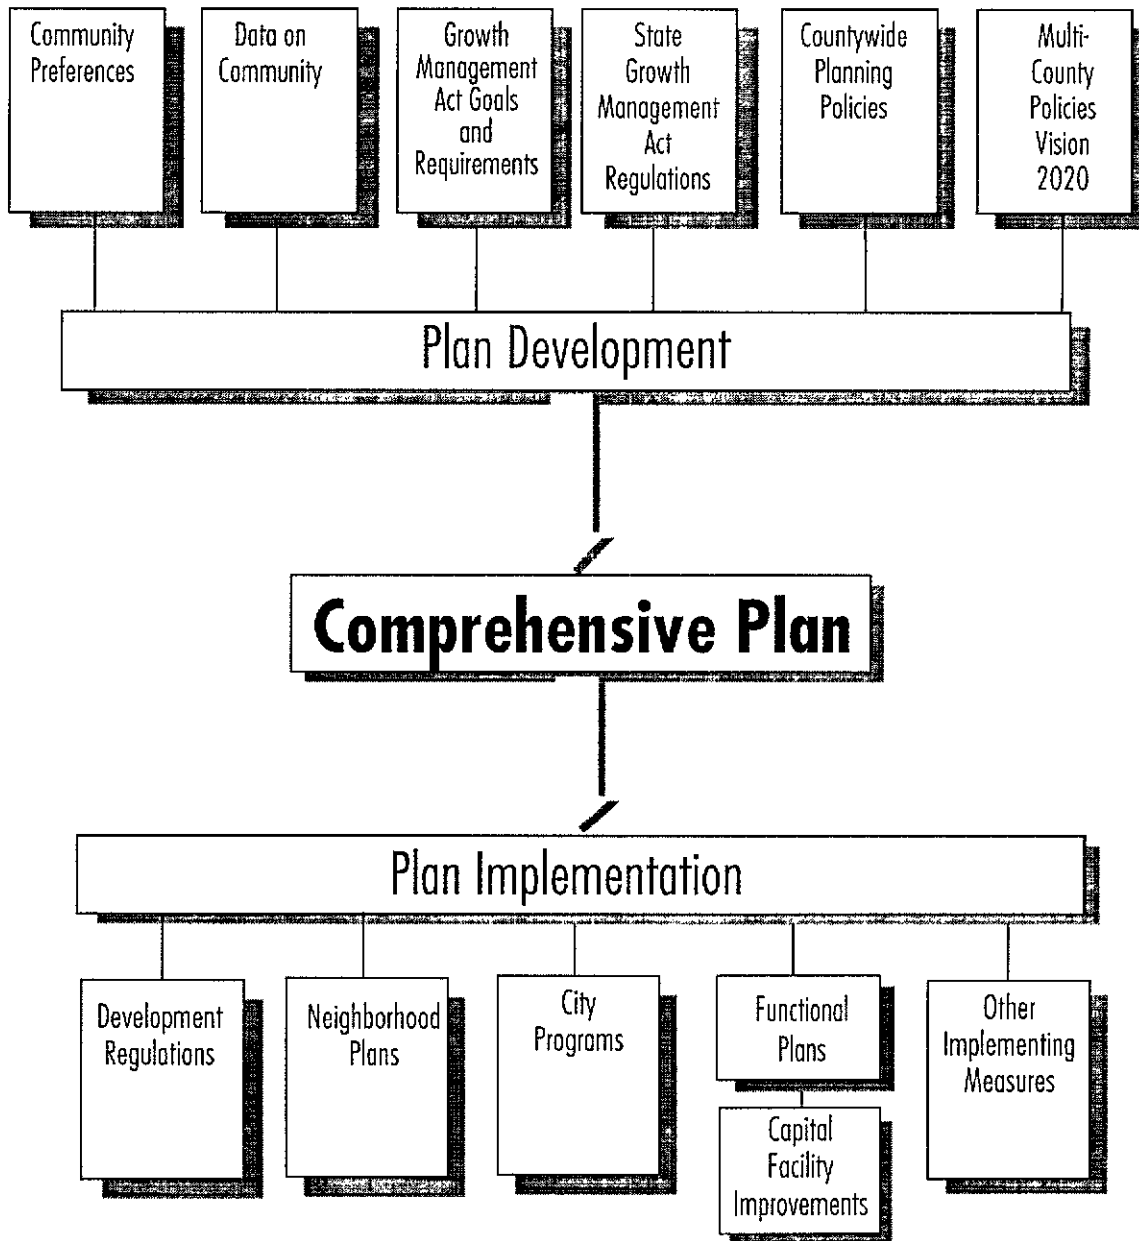 Community
Preferences
Data on
Community
Growth
Management
Act Goals
and
Requirements
State
Growth
Management
Act
Regulations
Countywide
Planning
Policies
Multi-
County
Policies
Vision
2020
Plan Development
Comprehensive Plan
Plan Implementation
Development
Regulations
Neighborhood
Plans
City
Programs
Functional
Plans
Capital
Facility
Improvements
Other
Implementing
Measures